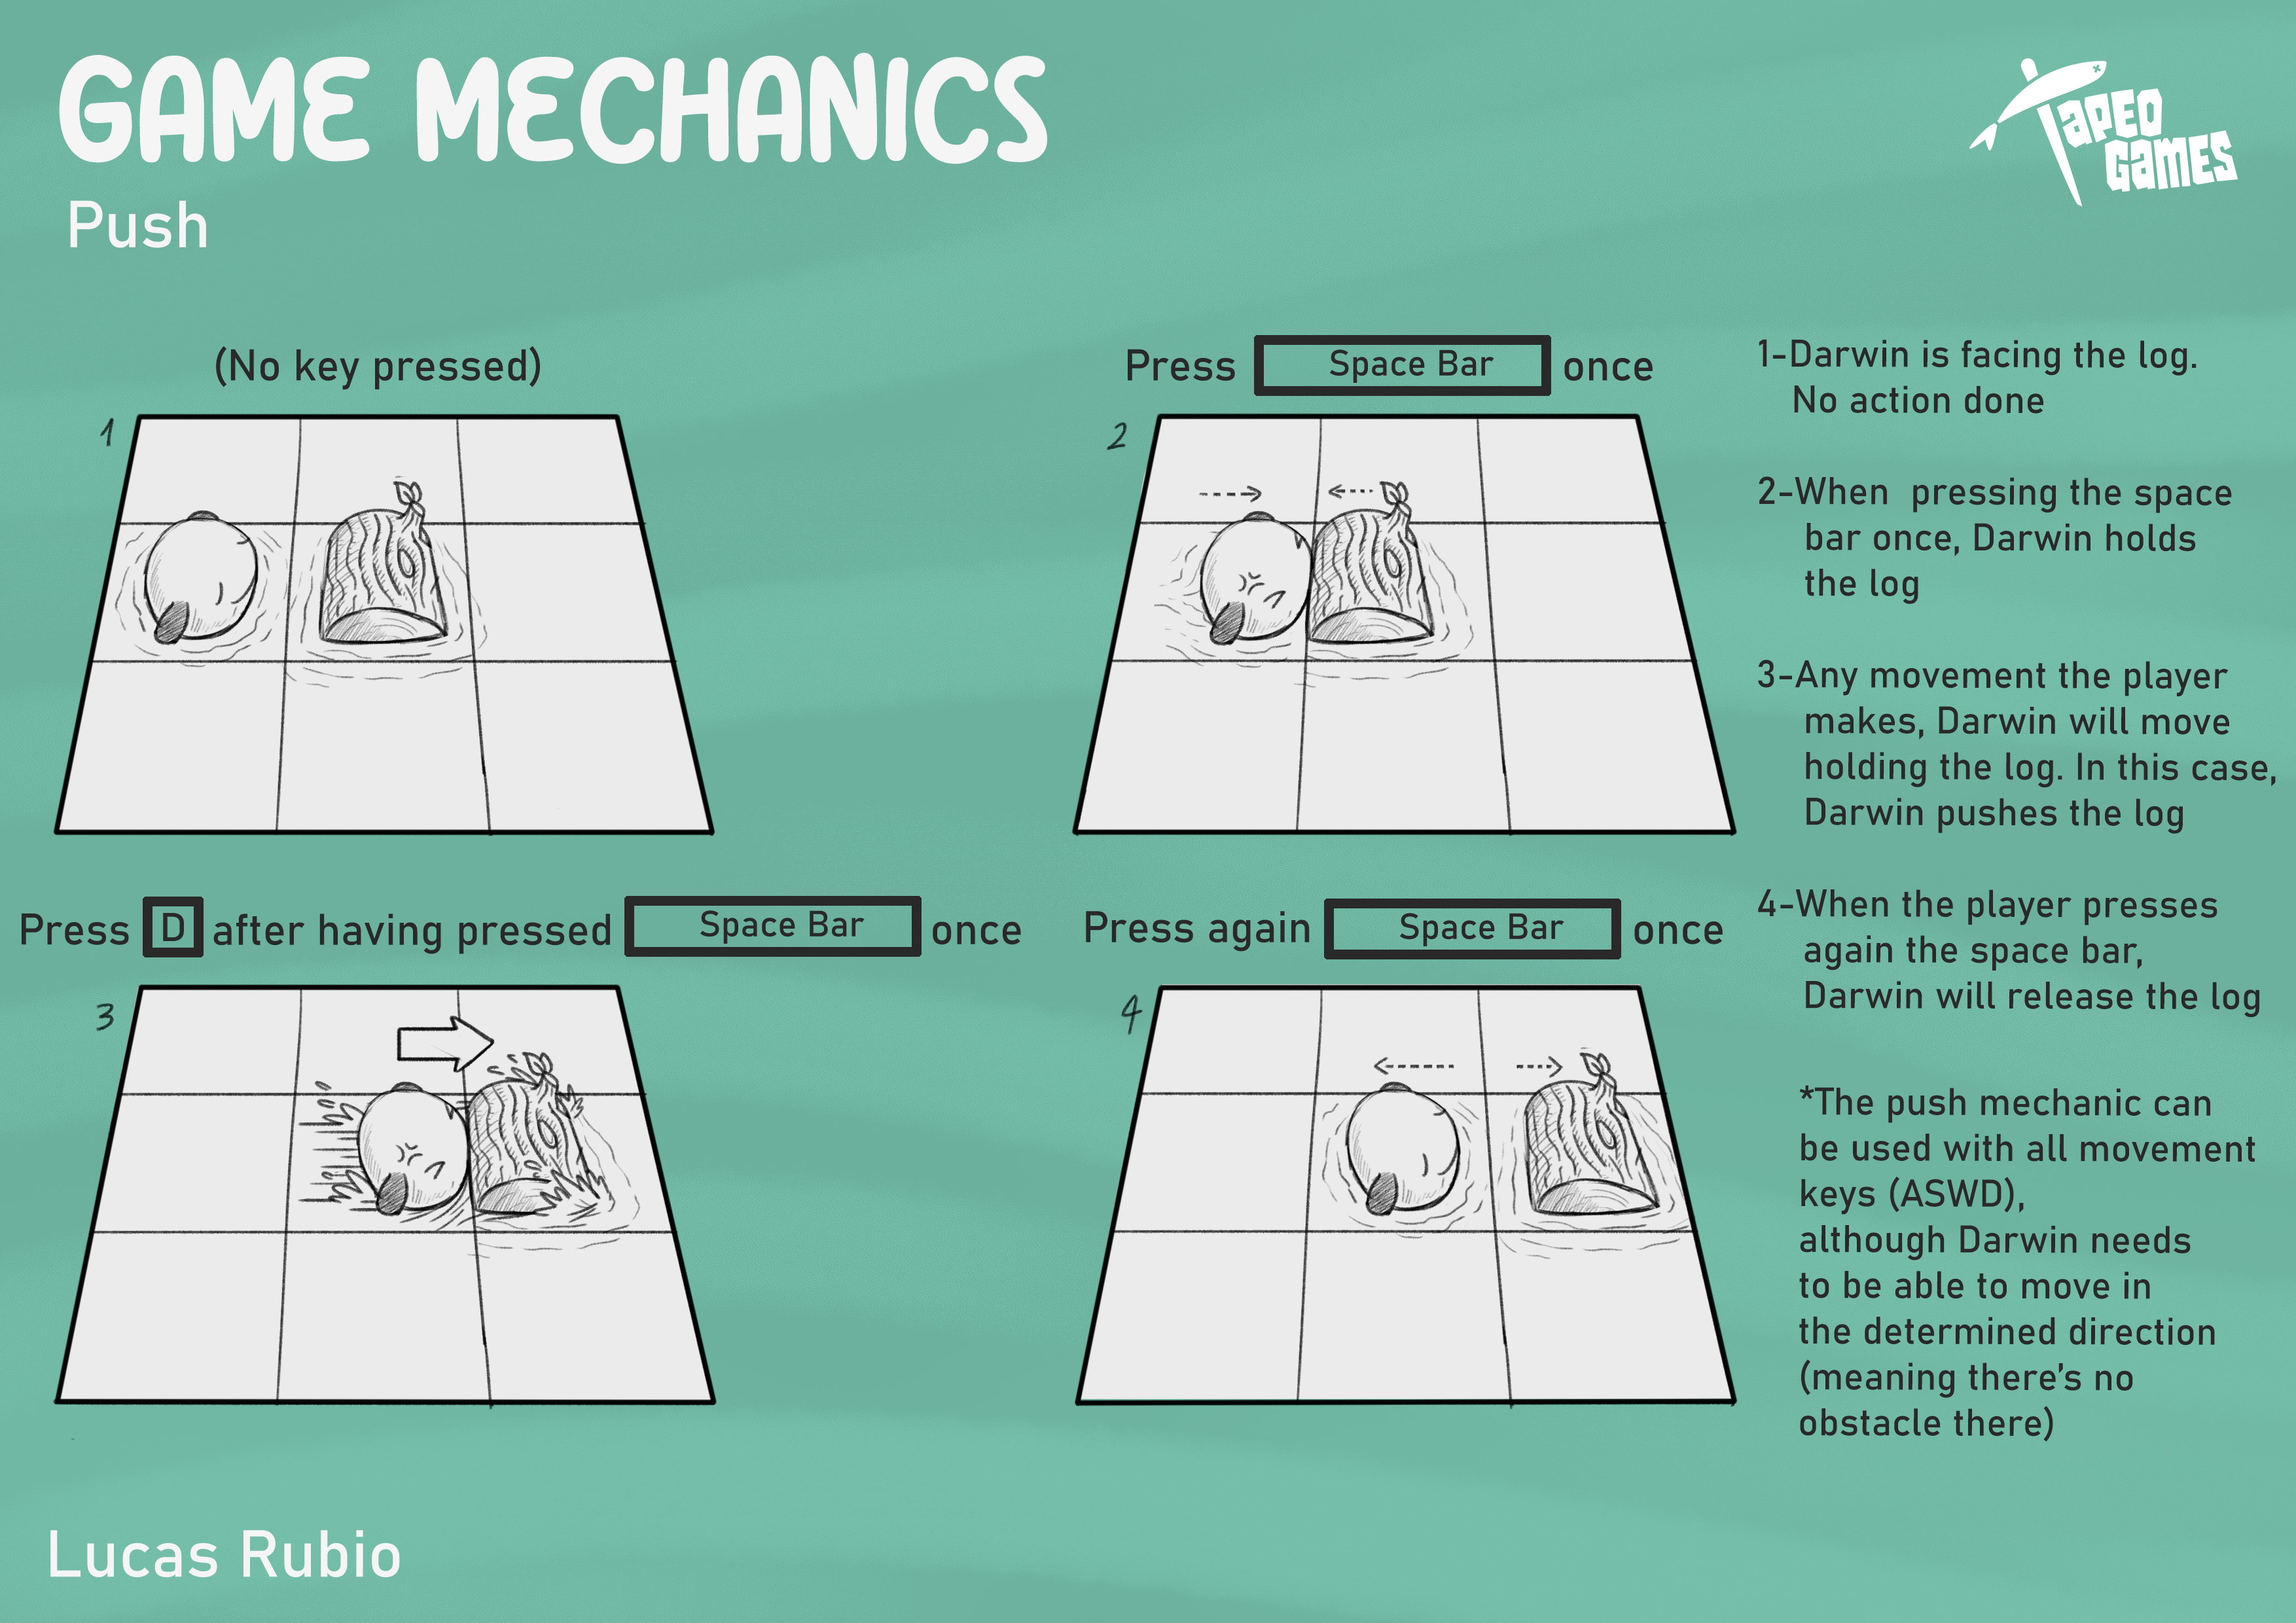 GAME MECHANICS
Push
TAPEO
GAMES
(No key pressed)
1
Press Space Bar once
2
Press D after having pressed Space Bar once
3
Press again Space Bar once
4
1-Darwin is facing the log.
No action done
2-When pressing the space
bar once, Darwin holds
the log
3-Any movement the player
makes, Darwin will move
holding the log. In this case,
Darwin pushes the log
4-When the player presses
again the space bar,
Darwin will release the log
*The push mechanic can
be used with all movement
keys (ASWD),
although Darwin needs
to be able to move in
the determined direction
(meaning there's no
obstacle there)
Lucas Rubio